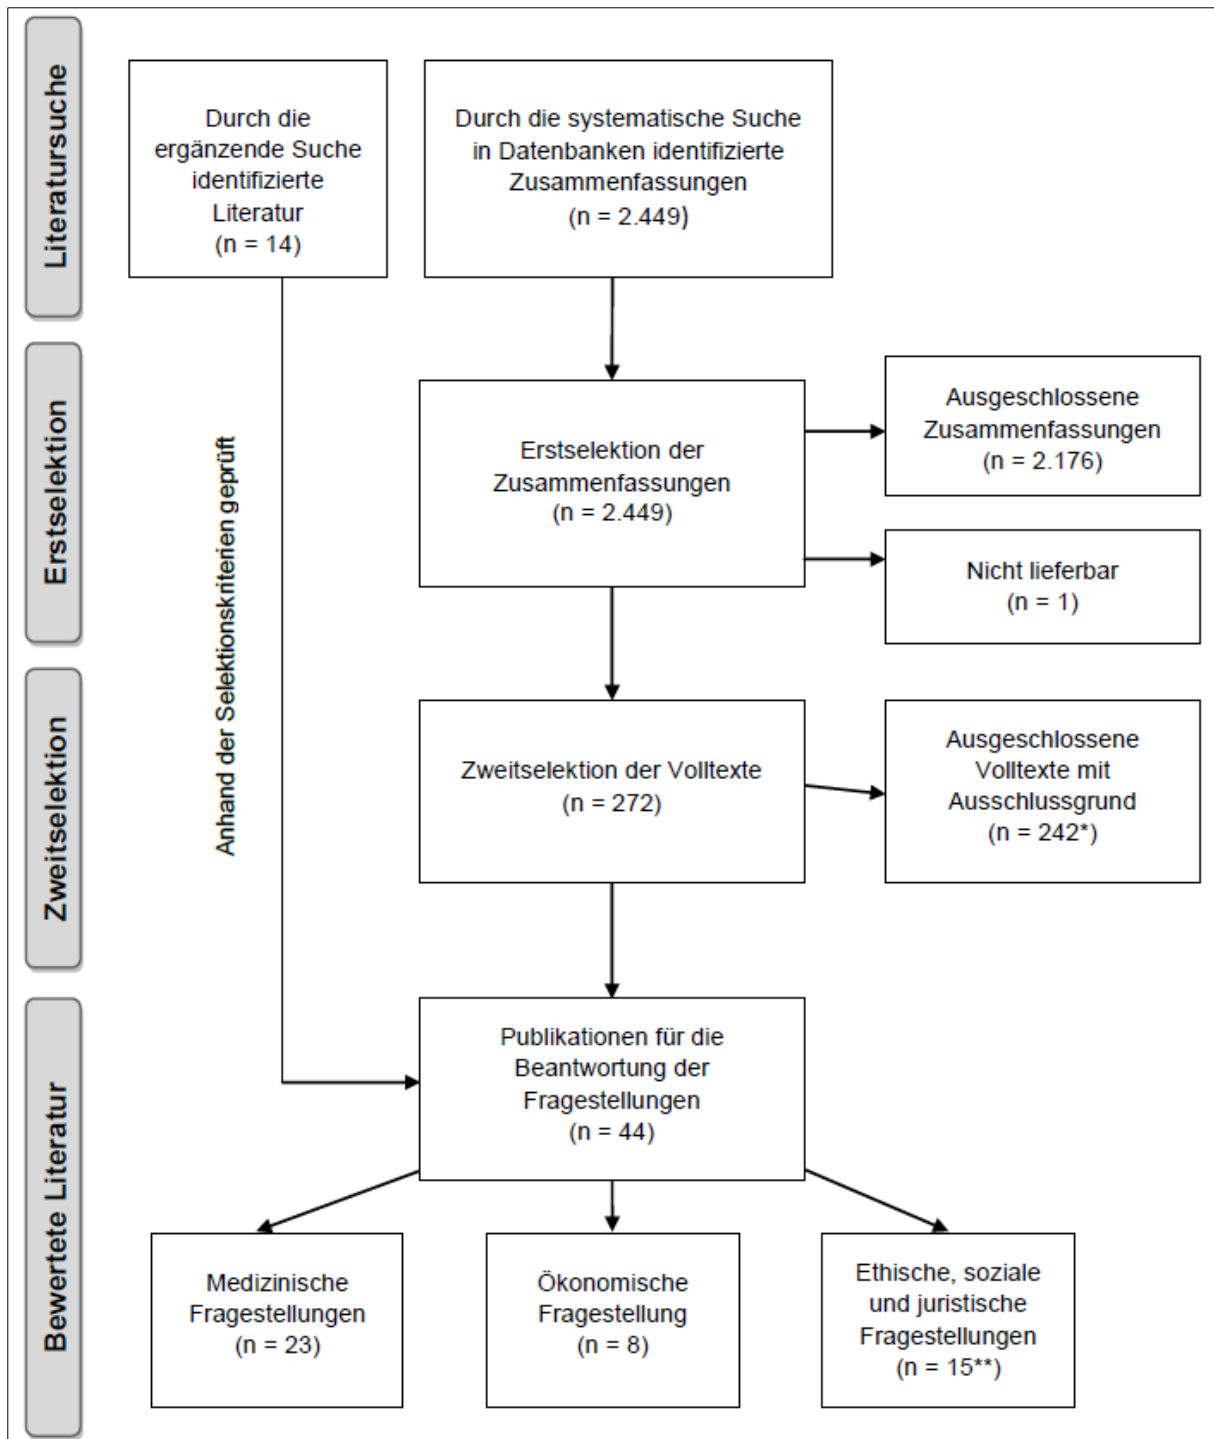 Literatursuche
Durch die
ergänzende Suche
identifizierte
Literatur
(n = 14)
Durch die systematische Suche
in Datenbanken identifizierte
Zusammenfassungen
(n = 2.449)
Erstselektion
Anhand der Selektionskriterien geprüft
Erstselektion der
Zusammenfassungen
(n = 2.449)
Ausgeschlossene
Zusammenfassungen
(n = 2.176)
Nicht lieferbar
(n = 1)
Zweitselektion
Zweitselektion der Volltexte
(n = 272)
Ausgeschlossene
Volltexte mit
Ausschlussgrund
(n = 242*)
Bewertete Literatur
Publikationen für die
Beantwortung der
Fragestellungen
(n = 44)
Medizinische
Fragestellungen
(n = 23)
Ökonomische
Fragestellung
(n = 8)
Ethische, soziale
und juristische
Fragestellungen
(n = 15**)